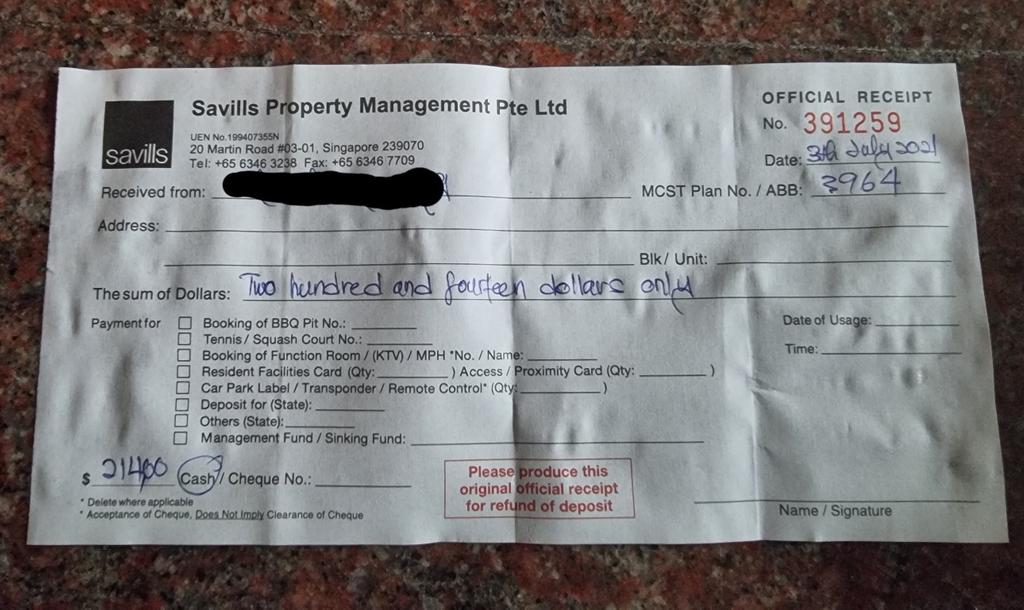 Savills Property Management Pte Ltd
savills
UEN No.199407355N
20 Martin Road #03-01, Singapore 239070
Tel: +65 6346 3238 Fax: +65 6346 7709
OFFICIAL RECEIPT
No. 391259
Date: July 2021
Received from:
MCST Plan No. / ABB: 3964
Address:
Blk / Unit:
The sum of Dollars: Two hundred and fourteen dollars only
Payment for
Booking of BBQ Pit No.:
Tennis / Squash Court No.:
Booking of Function Room / (KTV) / MPH *No. / Name:
Resident Facilities Card (Qty: ) Access / Proximity Card (Qty: )
Car Park Label / Transponder / Remote Control* (Qty: )
Deposit for (State):
Others (State):
Management Fund / Sinking Fund:
Date of Usage:
Time:
$ 21400 Cash / Cheque No.:
* Delete where applicable
* Acceptance of Cheque, Does Not Imply Clearance of Cheque
Please produce this
original official receipt
for refund of deposit
Name / Signature